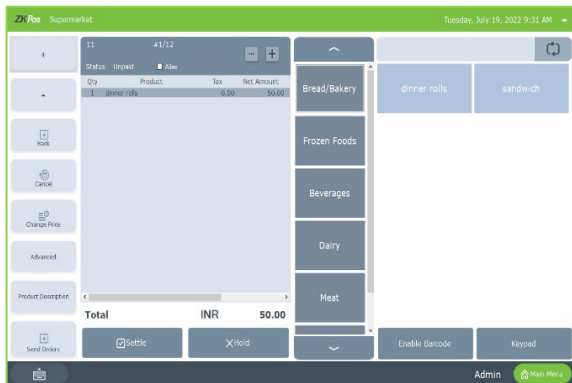 ZKPos Supermarket
Tuesday, July 19, 2022 9:31 AM
+
-
Back
Cancel
Change Price
Advanced
Product Description
Send Orders
11 #1/12
Status: Unpaid Alias
Qty Product Tax Net Amount
1 dinner rolls 0.00 50.00
Total INR 50.00
Settle
Hold
Bread/Bakery
Frozen Foods
Beverages
Dairy
Meat
dinner rolls
sandwich
Enable Barcode
Keypad
Admin
Main Menu